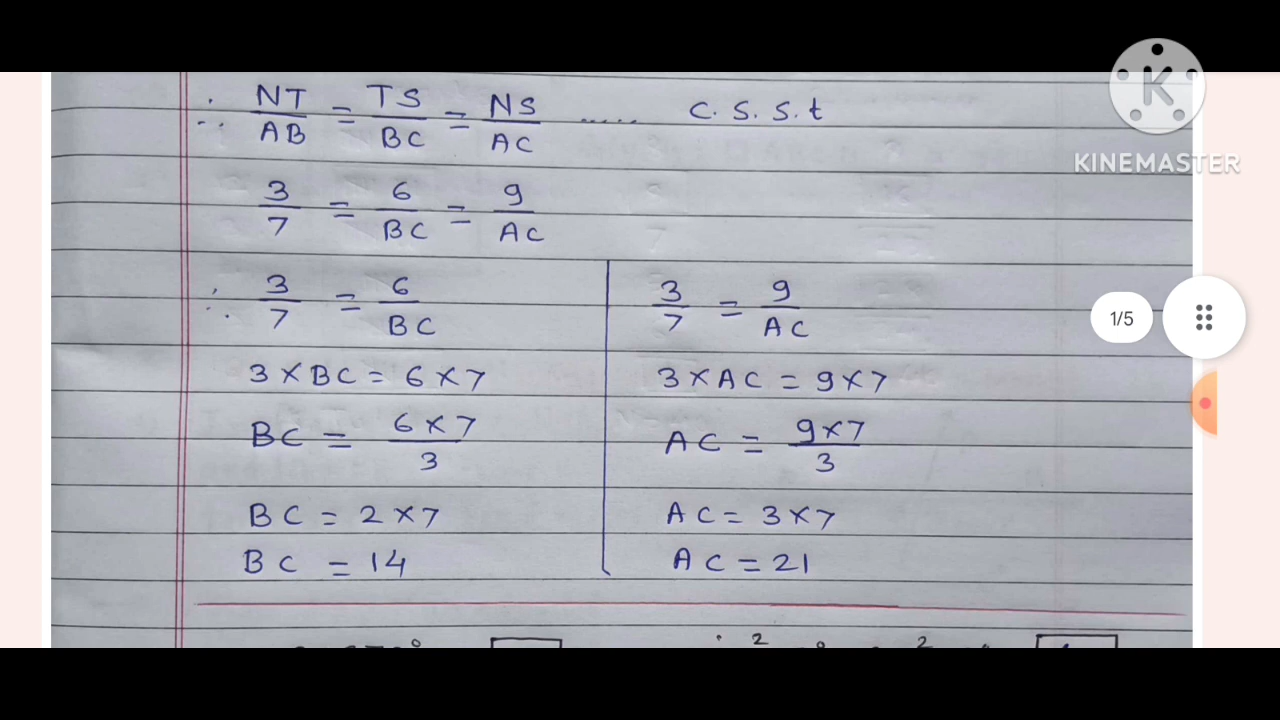 ∴ NT/AB = TS/BC = NS/AC ..... C. S. S. t
3/7 = 6/BC = 9/AC
∴ 3/7 = 6/BC
3 × BC = 6 × 7
BC = 6 × 7/3
BC = 2 × 7
BC = 14
3/7 = 9/AC
3 × AC = 9 × 7
AC = 9 × 7/3
AC = 3 × 7
AC = 21
KINEMASTER
1/5